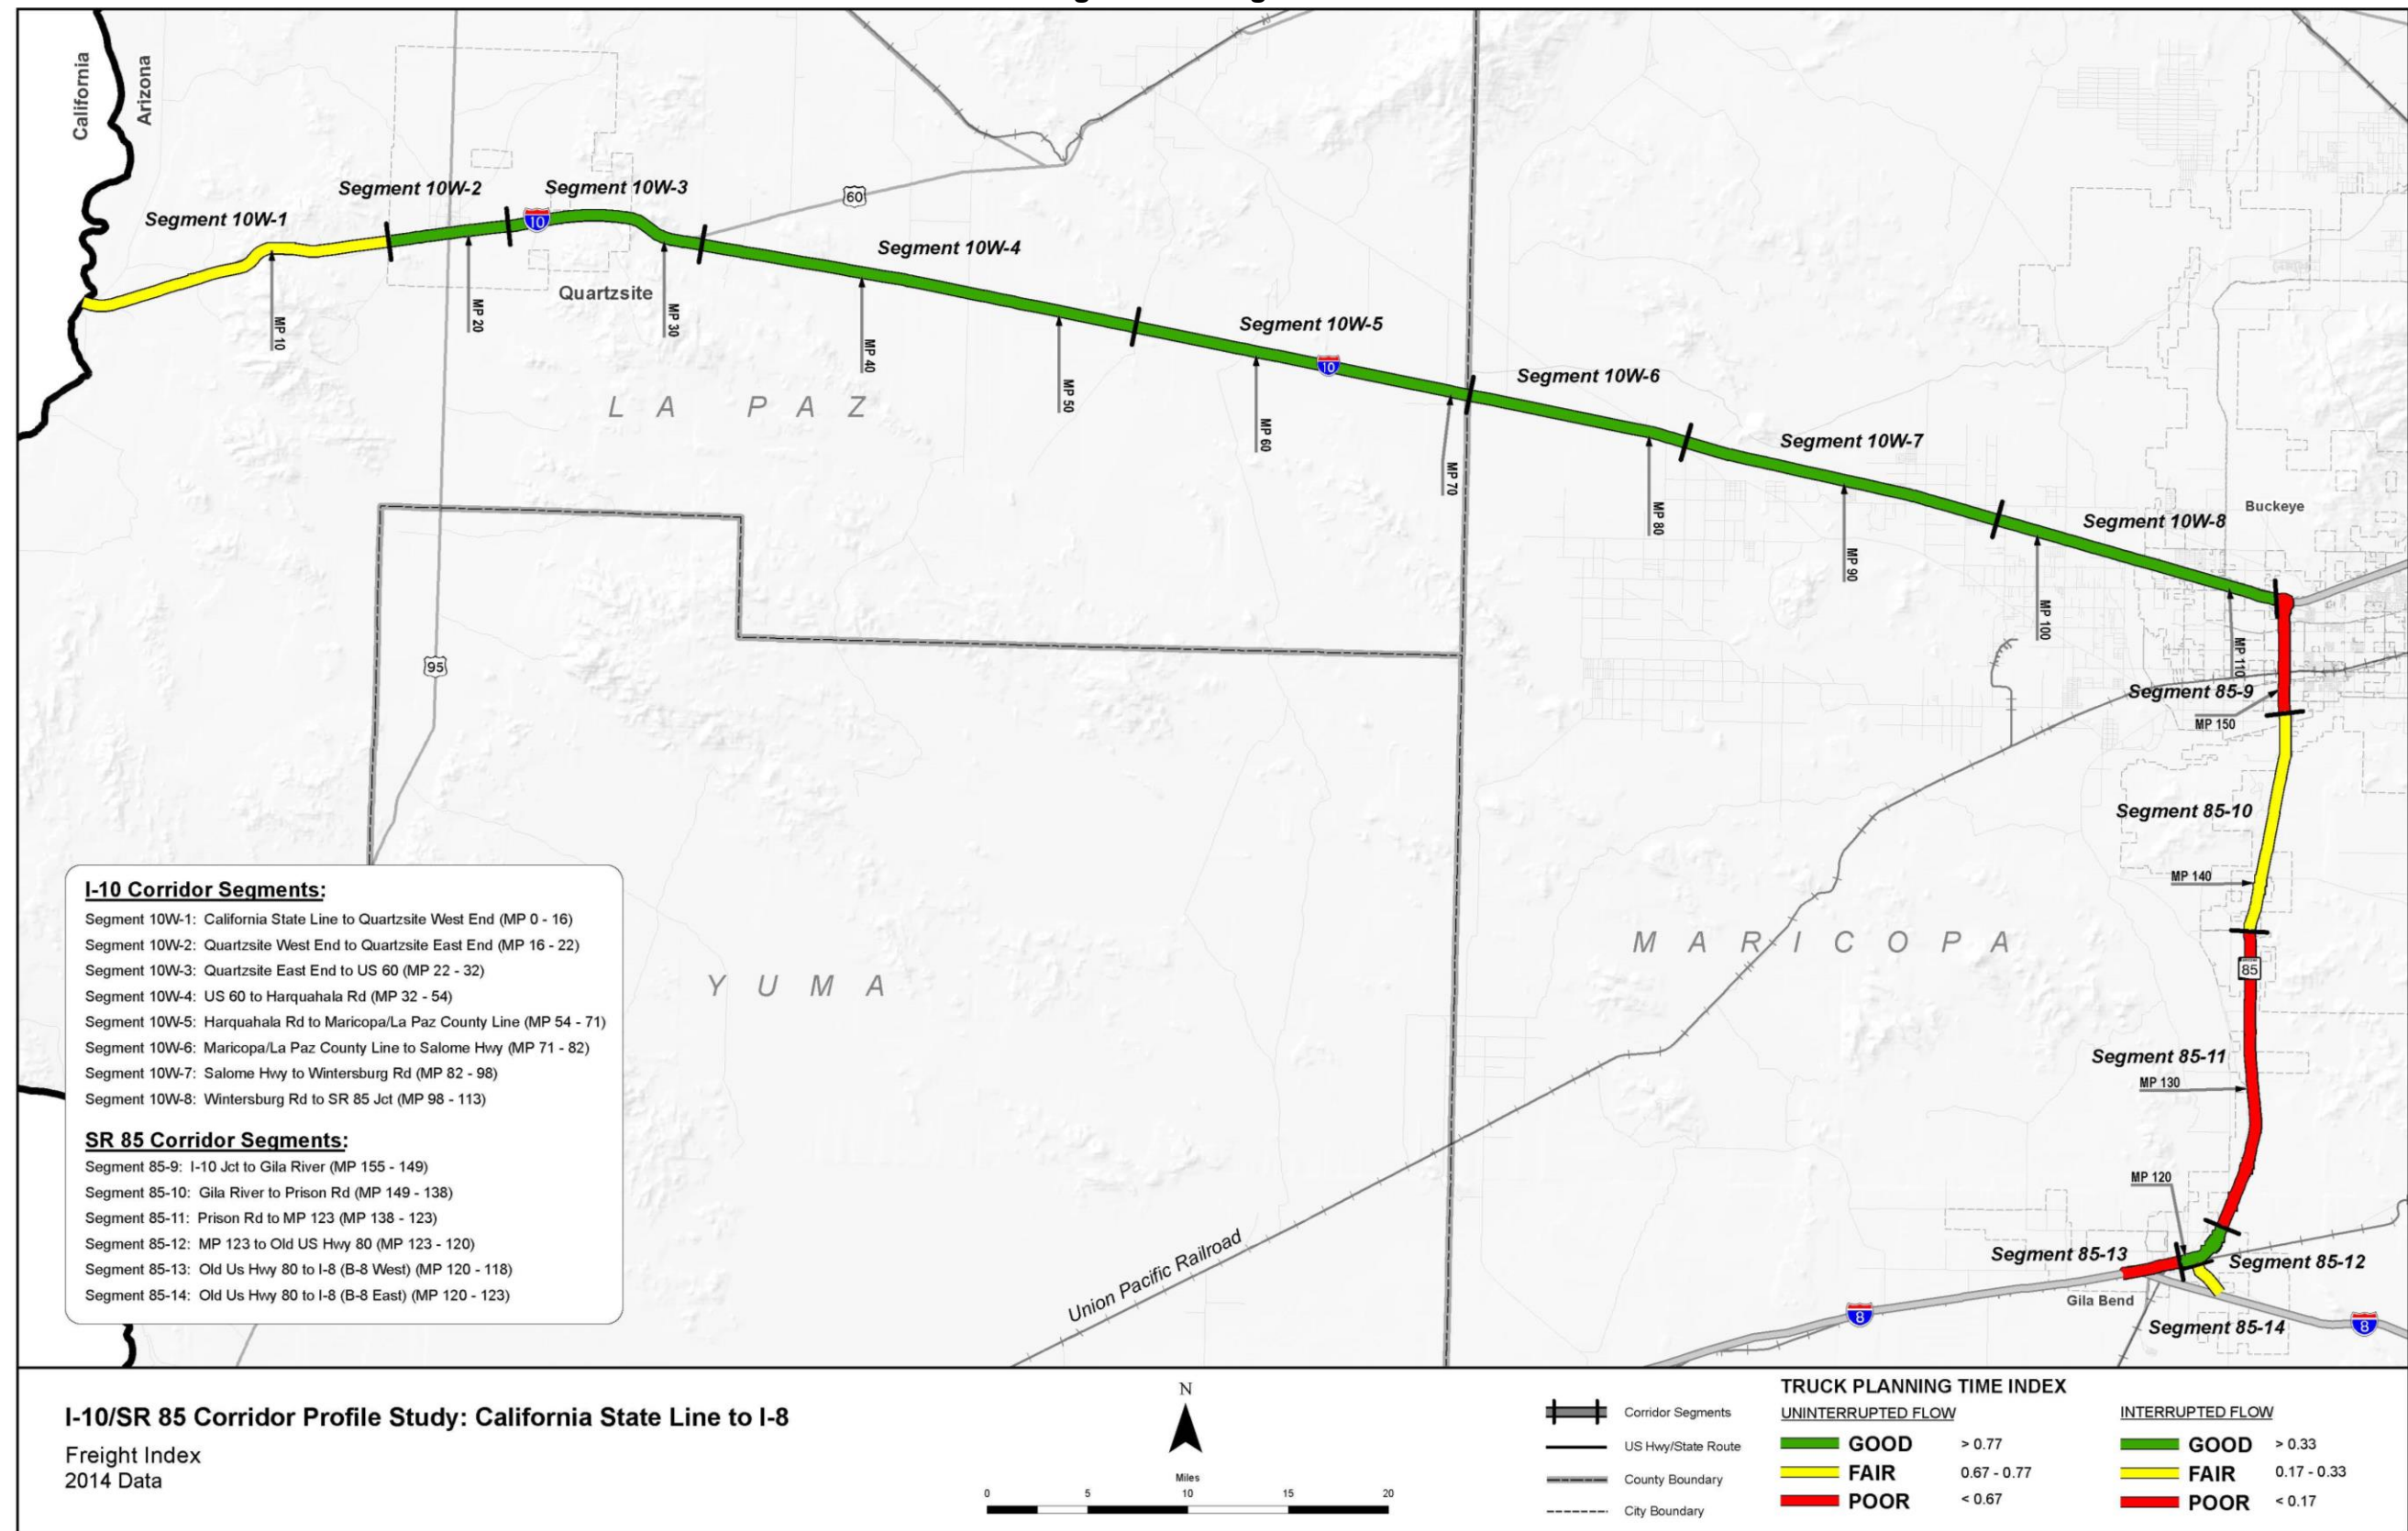 California
Arizona
Segment 10W-1
Segment 10W-2
Segment 10W-3
10
60
Segment 10W-4
Quartzsite
MP 10
MP 20
MP 30
MP 40
MP 50
Segment 10W-5
10
MP 60
MP 70
Segment 10W-6
MP 80
Segment 10W-7
MP 90
Segment 10W-8
Buckeye
MP 100
MP 110
LA PAZ
95
Segment 85-9
MP 150
Segment 85-10
MP 140
85
MARICOPA
YUMA
Segment 85-11
MP 130
MP 120
Segment 85-13
Segment 85-12
Gila Bend
Segment 85-14
8
8
Union Pacific Railroad
I-10 Corridor Segments:
Segment 10W-1: California State Line to Quartzsite West End (MP 0 - 16)
Segment 10W-2: Quartzsite West End to Quartzsite East End (MP 16 - 22)
Segment 10W-3: Quartzsite East End to US 60 (MP 22 - 32)
Segment 10W-4: US 60 to Harquahala Rd (MP 32 - 54)
Segment 10W-5: Harquahala Rd to Maricopa/La Paz County Line (MP 54 - 71)
Segment 10W-6: Maricopa/La Paz County Line to Salome Hwy (MP 71 - 82)
Segment 10W-7: Salome Hwy to Wintersburg Rd (MP 82 - 98)
Segment 10W-8: Wintersburg Rd to SR 85 Jct (MP 98 - 113)
SR 85 Corridor Segments:
Segment 85-9: I-10 Jct to Gila River (MP 155 - 149)
Segment 85-10: Gila River to Prison Rd (MP 149 - 138)
Segment 85-11: Prison Rd to MP 123 (MP 138 - 123)
Segment 85-12: MP 123 to Old US Hwy 80 (MP 123 - 120)
Segment 85-13: Old Us Hwy 80 to I-8 (B-8 West) (MP 120 - 118)
Segment 85-14: Old Us Hwy 80 to I-8 (B-8 East) (MP 120 - 123)
I-10/SR 85 Corridor Profile Study: California State Line to I-8
Freight Index
2014 Data
N
Miles
0 5 10 15 20
Corridor Segments
US Hwy/State Route
County Boundary
City Boundary
TRUCK PLANNING TIME INDEX
UNINTERRUPTED FLOW
GOOD > 0.77
FAIR 0.67 - 0.77
POOR < 0.67
INTERRUPTED FLOW
GOOD > 0.33
FAIR 0.17 - 0.33
POOR < 0.17